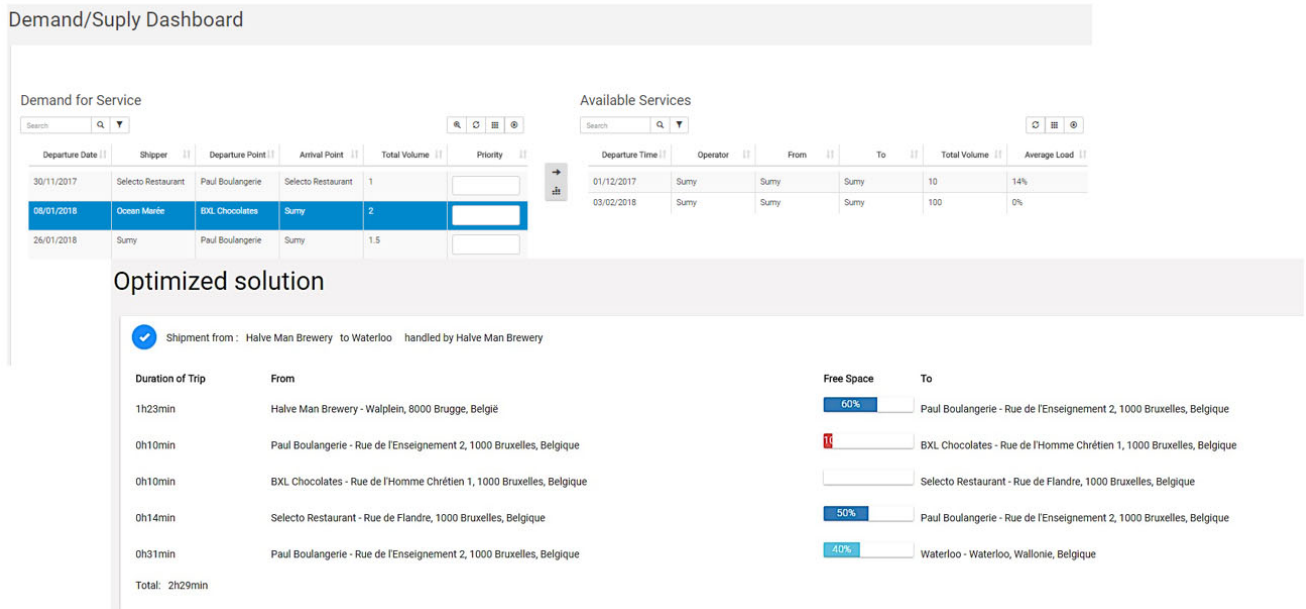 Demand/Suply Dashboard
Demand for Service
Available Services
Search
Search
Departure Date Shipper Departure Point Arrival Point Total Volume Priority
Departure Time Operator From To Total Volume Average Load
30/11/2017 Selecto Restaurant Paul Boulangerie Selecto Restaurant 1
01/12/2017 Sumy Sumy Sumy 10 14%
08/01/2018 Ocean Marée BXL Chocolates Sumy 2
03/02/2018 Sumy Sumy Sumy 100 0%
26/01/2018 Sumy Paul Boulangerie Sumy 1.5
Optimized solution
Shipment from : Halve Man Brewery to Waterloo handled by Halve Man Brewery
Duration of Trip From Free Space To
1h23min Halve Man Brewery - Walplein, 8000 Brugge, België 60% Paul Boulangerie - Rue de l'Enseignement 2, 1000 Bruxelles, Belgique
0h10min Paul Boulangerie - Rue de l'Enseignement 2, 1000 Bruxelles, Belgique BXL Chocolates - Rue de l'Homme Chrétien 1, 1000 Bruxelles, Belgique
0h10min BXL Chocolates - Rue de l'Homme Chrétien 1, 1000 Bruxelles, Belgique Selecto Restaurant - Rue de Flandre, 1000 Bruxelles, Belgique
0h14min Selecto Restaurant - Rue de Flandre, 1000 Bruxelles, Belgique 50% Paul Boulangerie - Rue de l'Enseignement 2, 1000 Bruxelles, Belgique
0h31min Paul Boulangerie - Rue de l'Enseignement 2, 1000 Bruxelles, Belgique 40% Waterloo - Waterloo, Wallonie, Belgique
Total: 2h29min